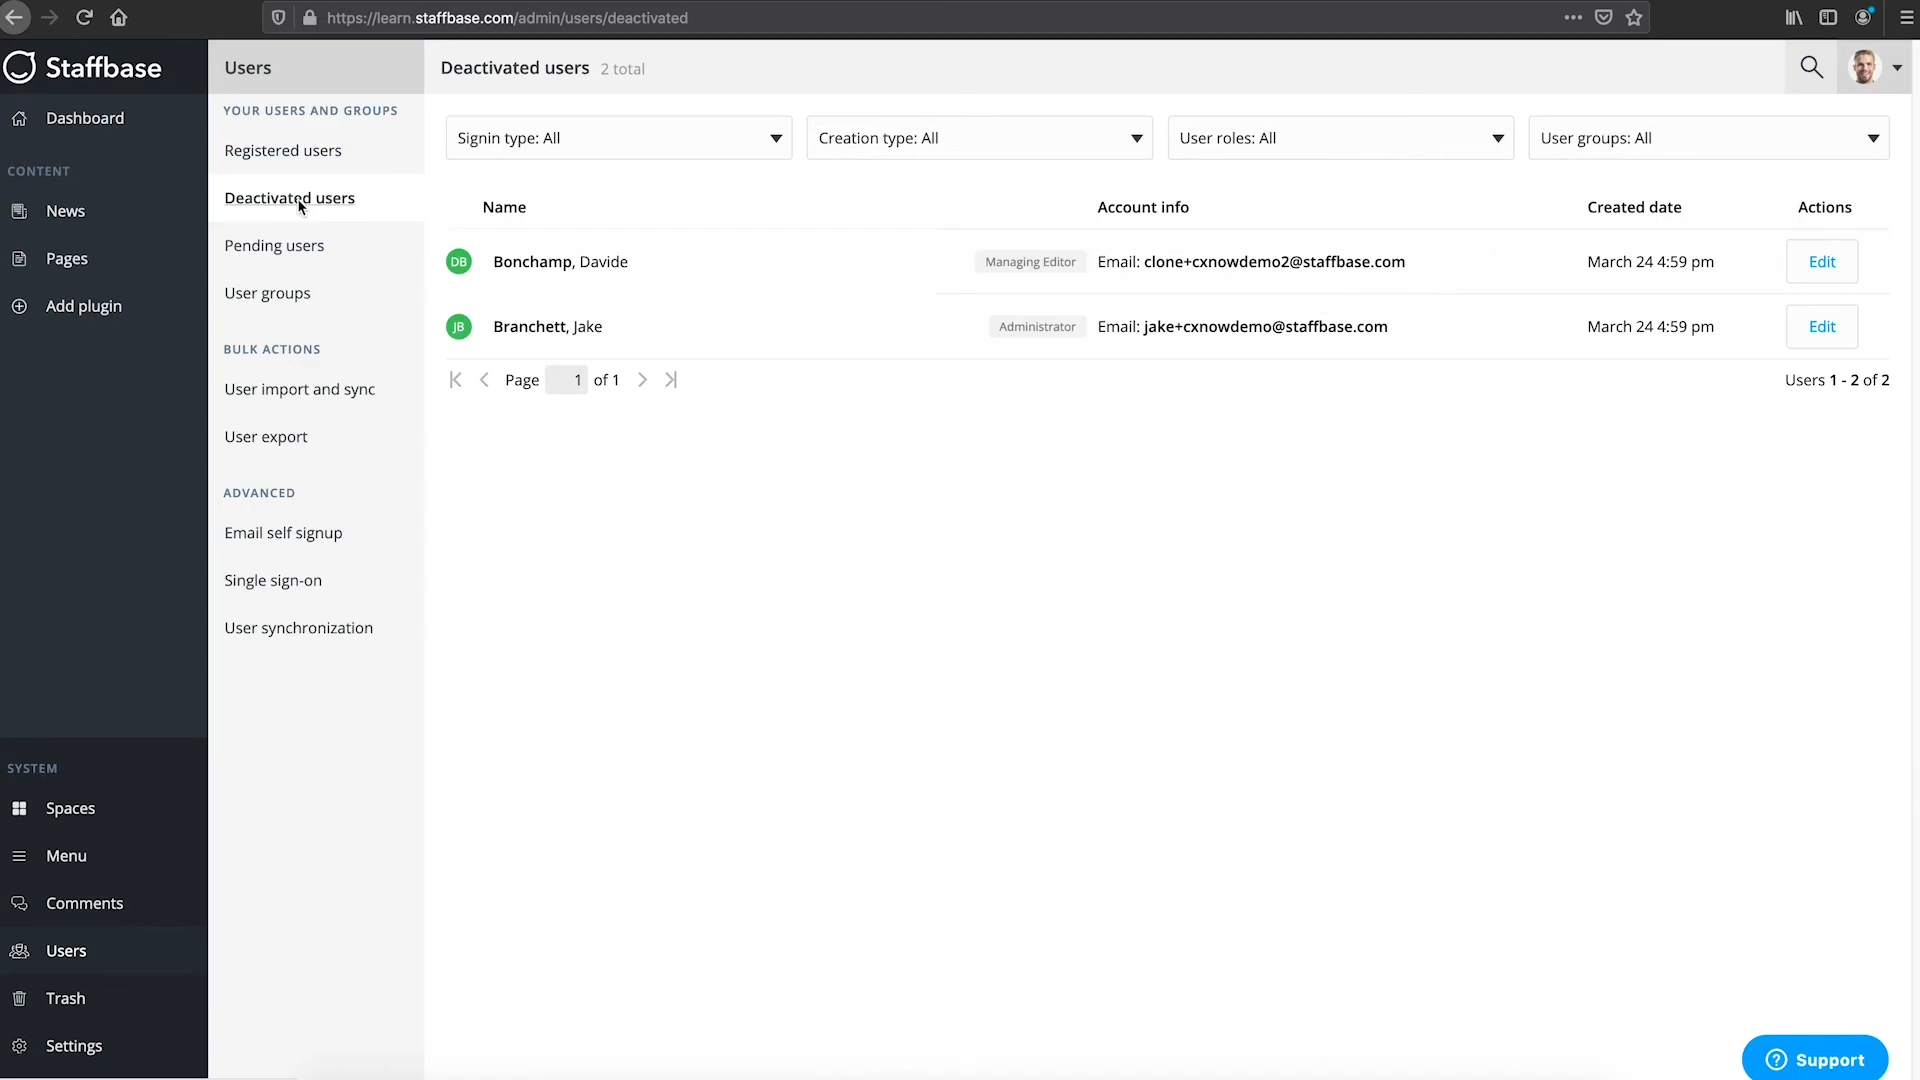 https://learn.staffbase.com/admin/users/deactivated
Staffbase
Dashboard
CONTENT
News
Pages
Add plugin
SYSTEM
Spaces
Menu
Comments
Users
Trash
Settings
Users
YOUR USERS AND GROUPS
Registered users
Deactivated users
Pending users
User groups
BULK ACTIONS
User import and sync
User export
ADVANCED
Email self signup
Single sign-on
User synchronization
Deactivated users 2 total
Signin type: All
Creation type: All
User roles: All
User groups: All
Name Account info Created date Actions
DB Bonchamp, Davide Managing Editor Email: clone+cxnowdemo2@staffbase.com March 24 4:59 pm Edit
JB Branchett, Jake Administrator Email: jake+cxnowdemo@staffbase.com March 24 4:59 pm Edit
Page 1 of 1 Users 1 - 2 of 2
? Support